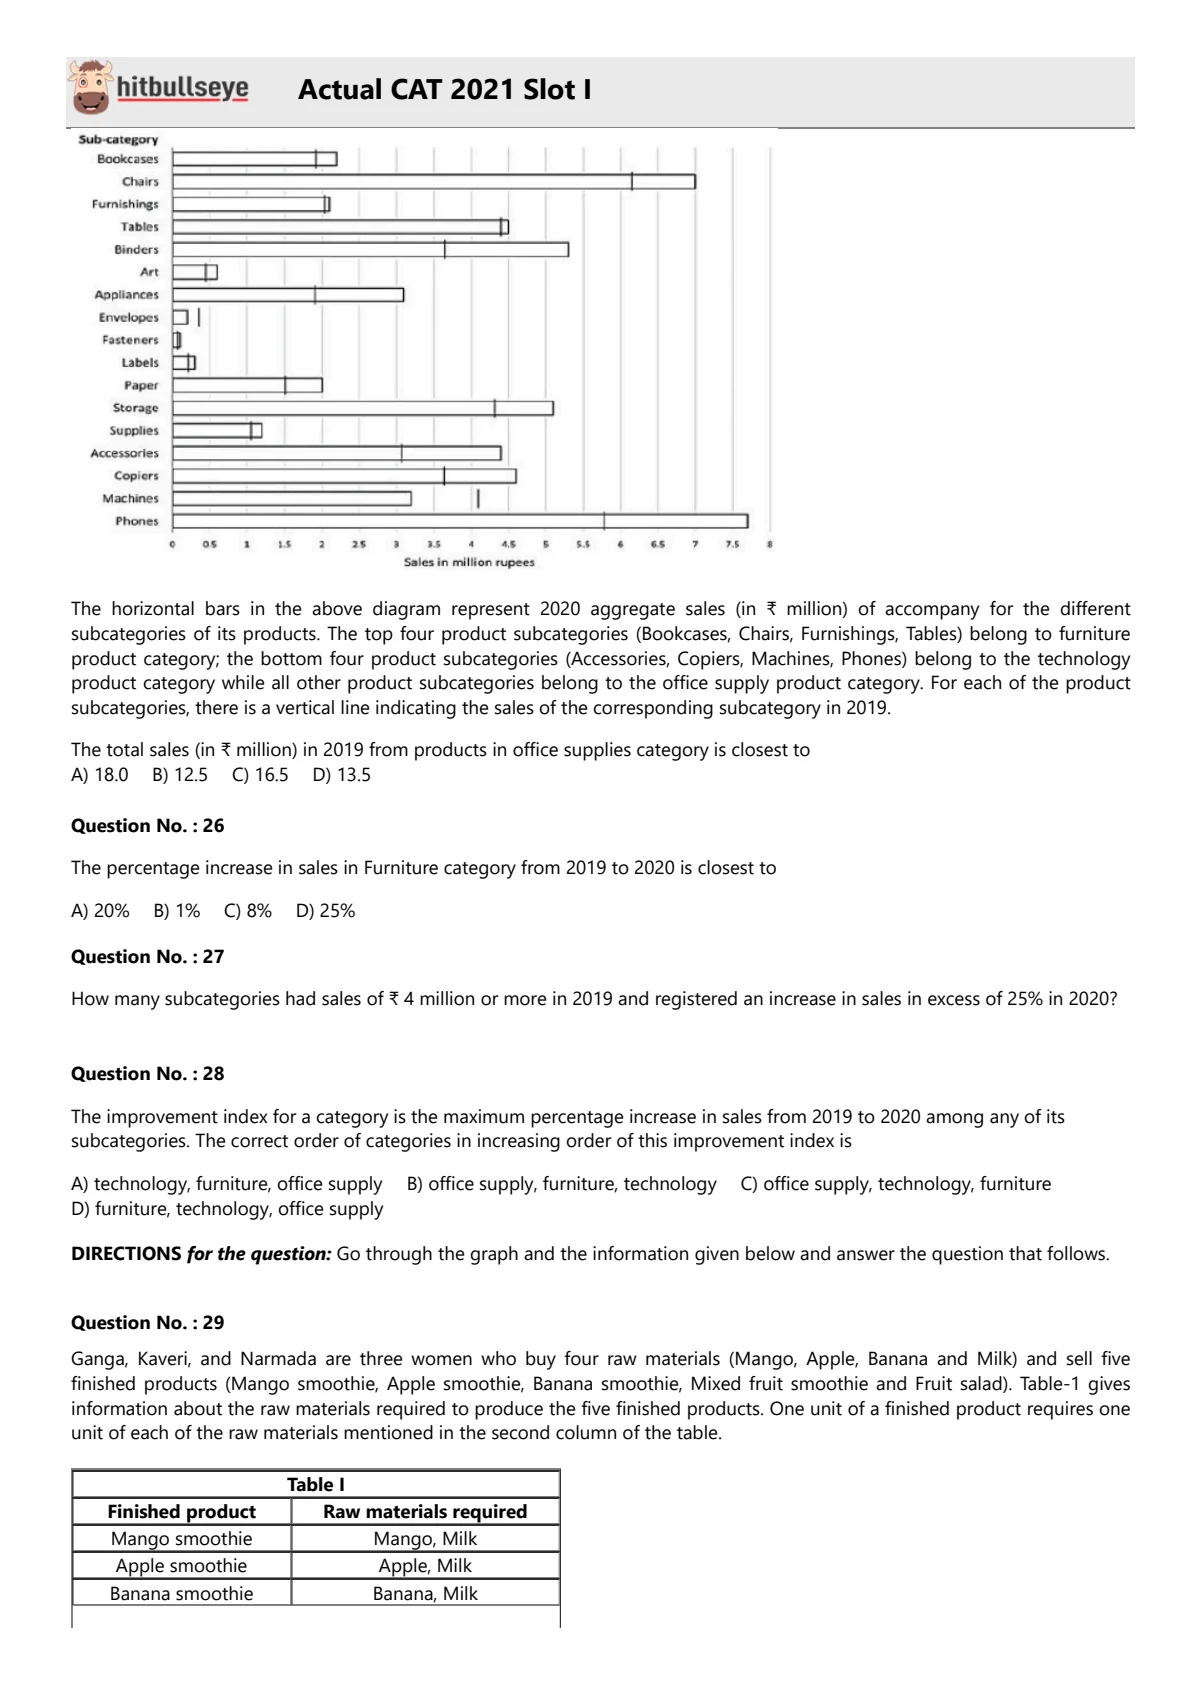 hitbullseye Actual CAT 2021 Slot I
Sub-category
Bookcases
Chairs
Furnishings
Tables
Binders
Art
Appliances
Envelopes
Fasteners
Labels
Paper
Storage
Supplies
Accessories
Copiers
Machines
Phones
0 0.5 1 1.5 2 2.5 3 3.5 4 4.5 5 5.5 6 6.5 7 7.5 8
Sales in million rupees
The horizontal bars in the above diagram represent 2020 aggregate sales (in ₹ million) of accompany for the different
subcategories of its products. The top four product subcategories (Bookcases, Chairs, Furnishings, Tables) belong to furniture
product category; the bottom four product subcategories (Accessories, Copiers, Machines, Phones) belong to the technology
product category while all other product subcategories belong to the office supply product category. For each of the product
subcategories, there is a vertical line indicating the sales of the corresponding subcategory in 2019.
The total sales (in ₹ million) in 2019 from products in office supplies category is closest to
A) 18.0 B) 12.5 C) 16.5 D) 13.5
Question No. : 26
The percentage increase in sales in Furniture category from 2019 to 2020 is closest to
A) 20% B) 1% C) 8% D) 25%
Question No. : 27
How many subcategories had sales of ₹ 4 million or more in 2019 and registered an increase in sales in excess of 25% in 2020?
Question No. : 28
The improvement index for a category is the maximum percentage increase in sales from 2019 to 2020 among any of its
subcategories. The correct order of categories in increasing order of this improvement index is
A) technology, furniture, office supply B) office supply, furniture, technology C) office supply, technology, furniture
D) furniture, technology, office supply
DIRECTIONS for the question: Go through the graph and the information given below and answer the question that follows.
Question No. : 29
Ganga, Kaveri, and Narmada are three women who buy four raw materials (Mango, Apple, Banana and Milk) and sell five
finished products (Mango smoothie, Apple smoothie, Banana smoothie, Mixed fruit smoothie and Fruit salad). Table-1 gives
information about the raw materials required to produce the five finished products. One unit of a finished product requires one
unit of each of the raw materials mentioned in the second column of the table.
Table I
Finished product Raw materials required
Mango smoothie Mango, Milk
Apple smoothie Apple, Milk
Banana smoothie Banana, Milk